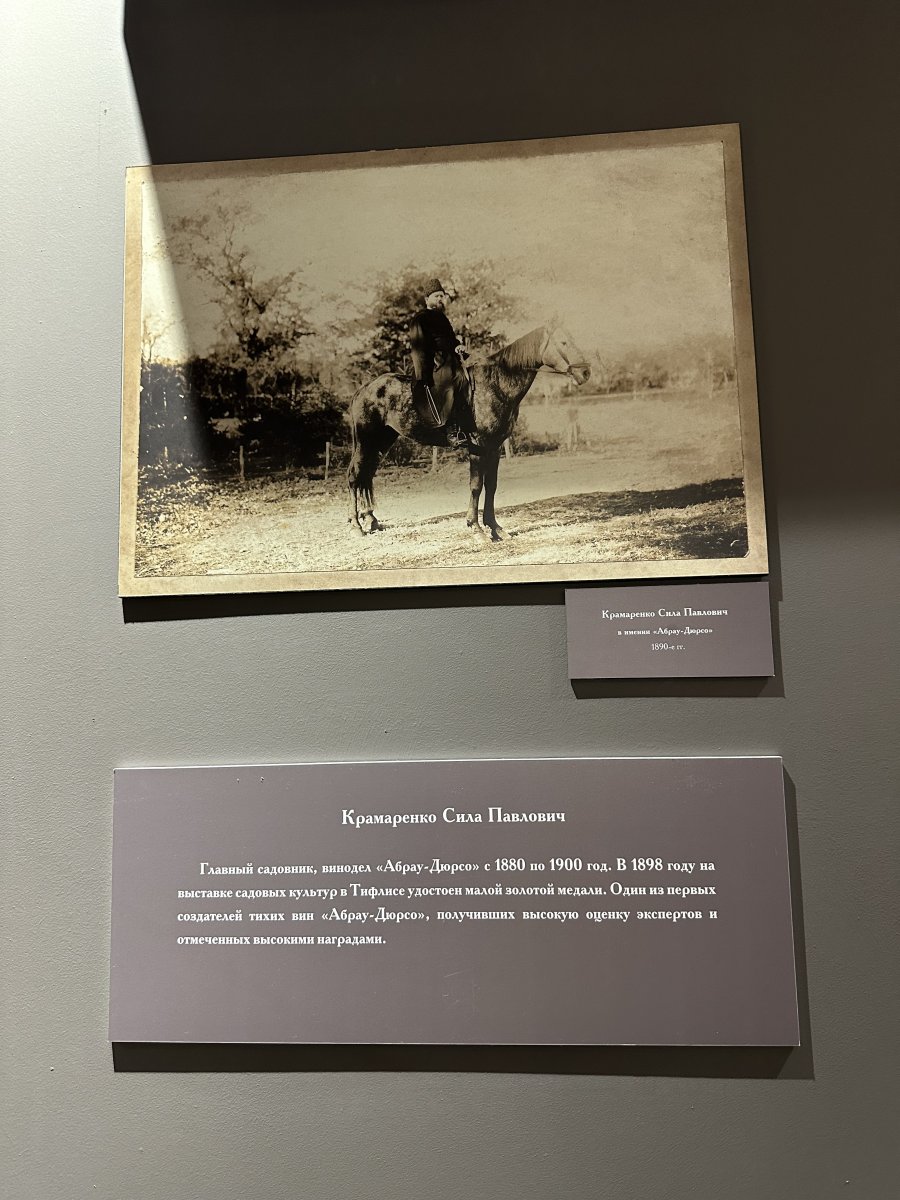 Крамаренко Сила Павлович
в имении «Абрау-Дюрсо»
1890-е гг.
Крамаренко Сила Павлович
Главный садовник, винодел «Абрау-Дюрсо» с 1880 по 1900 год. В 1898 году на
выставке садовых культур в Тифлисе удостоен малой золотой медали. Один из первых
создателей тихих вин «Абрау-Дюрсо», получивших высокую оценку экспертов и
отмеченных высокими наградами.